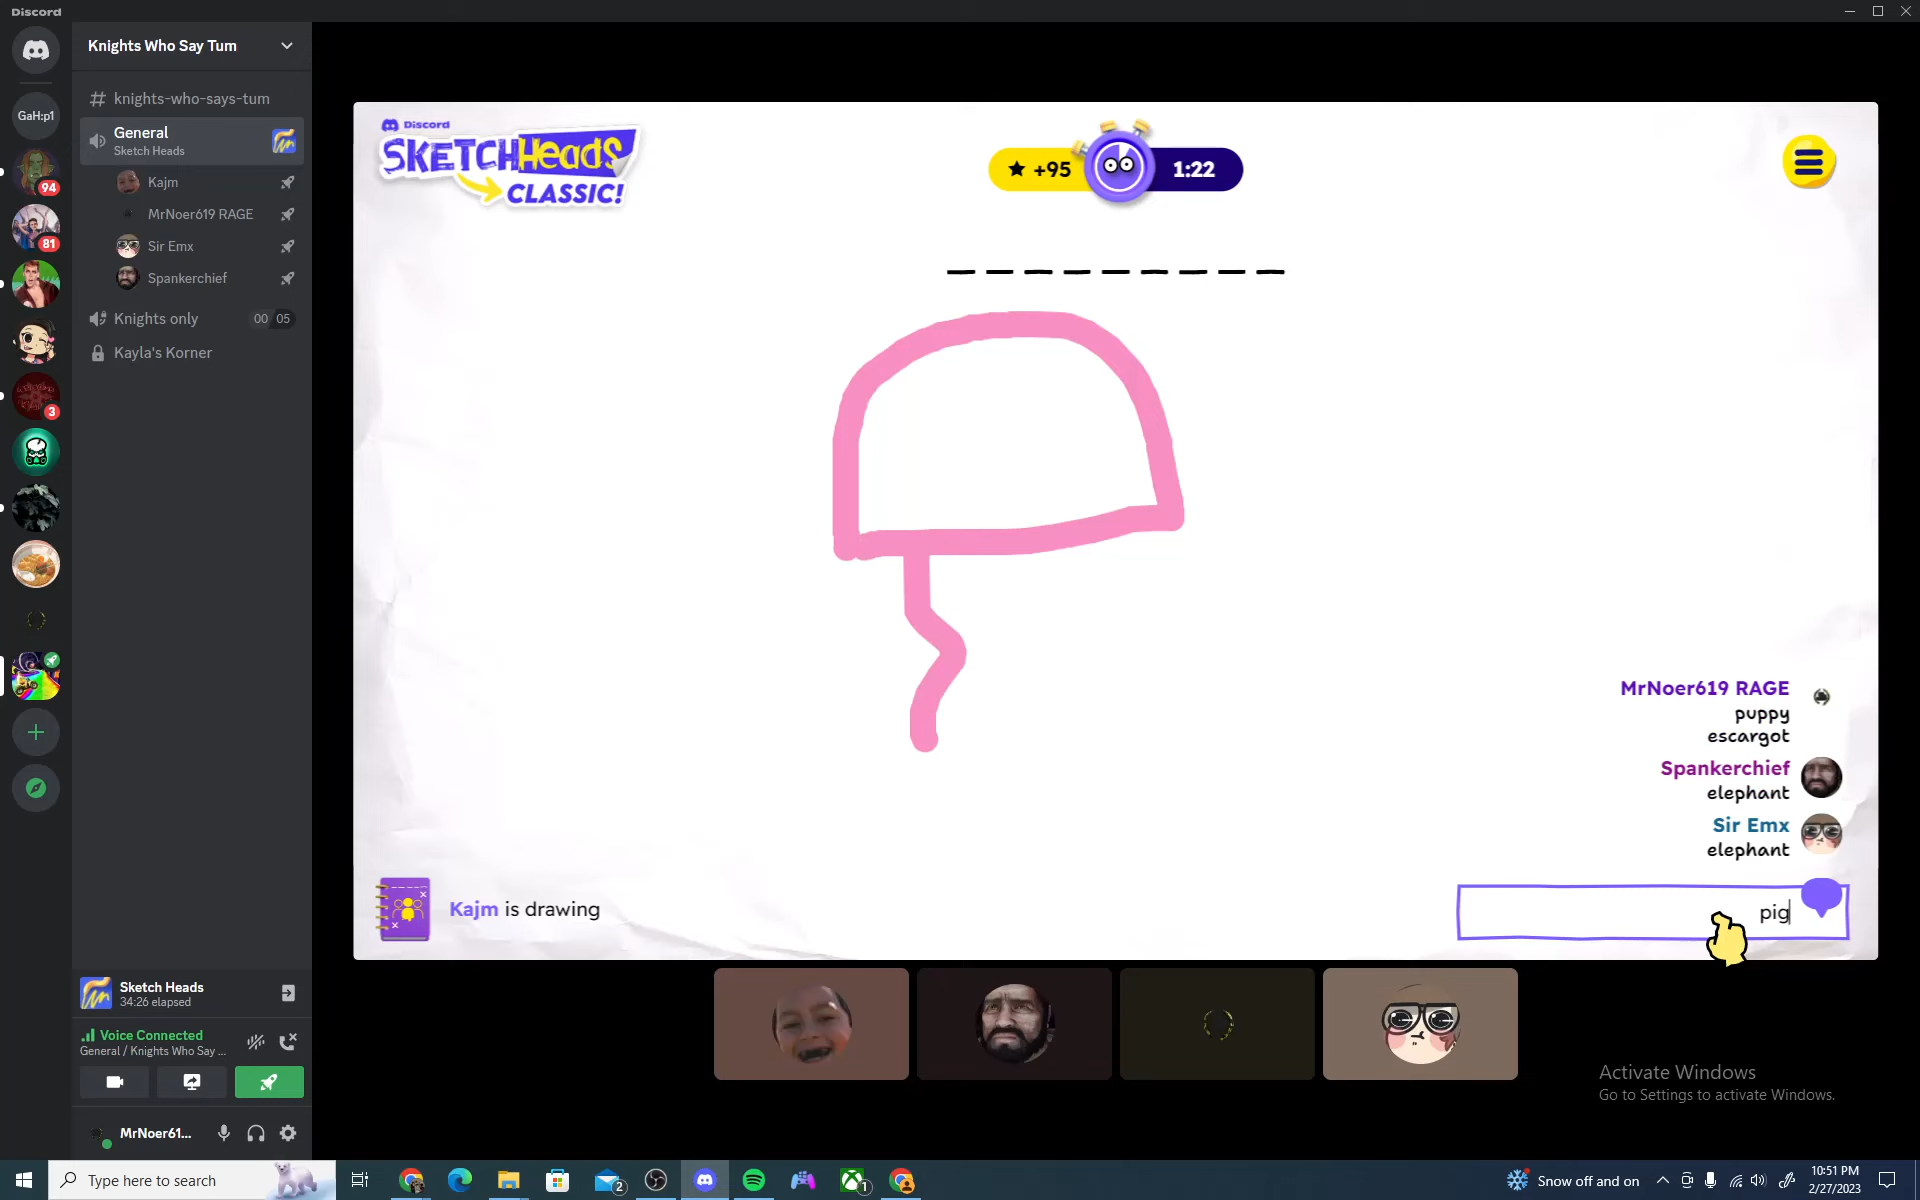 Discord
Knights Who Say Tum
knights-who-says-tum
General
Sketch Heads
Kajm
MrNoer619 RAGE
Sir Emx
Spankerchief
Knights only
00 05
Kayla's Korner
GaH:p1
94
81
3
Discord
SKETCHHeadS
CLASSIC!
+95
1:22
MrNoer619 RAGE
puppy
escargot
Spankerchief
elephant
Sir Emx
elephant
pig
Kajm is drawing
Sketch Heads
34:26 elapsed
Voice Connected
General / Knights Who Say ...
MrNoer61...
Activate Windows
Go to Settings to activate Windows.
Type here to search
2
1
Snow off and on
10:51 PM
2/27/2023